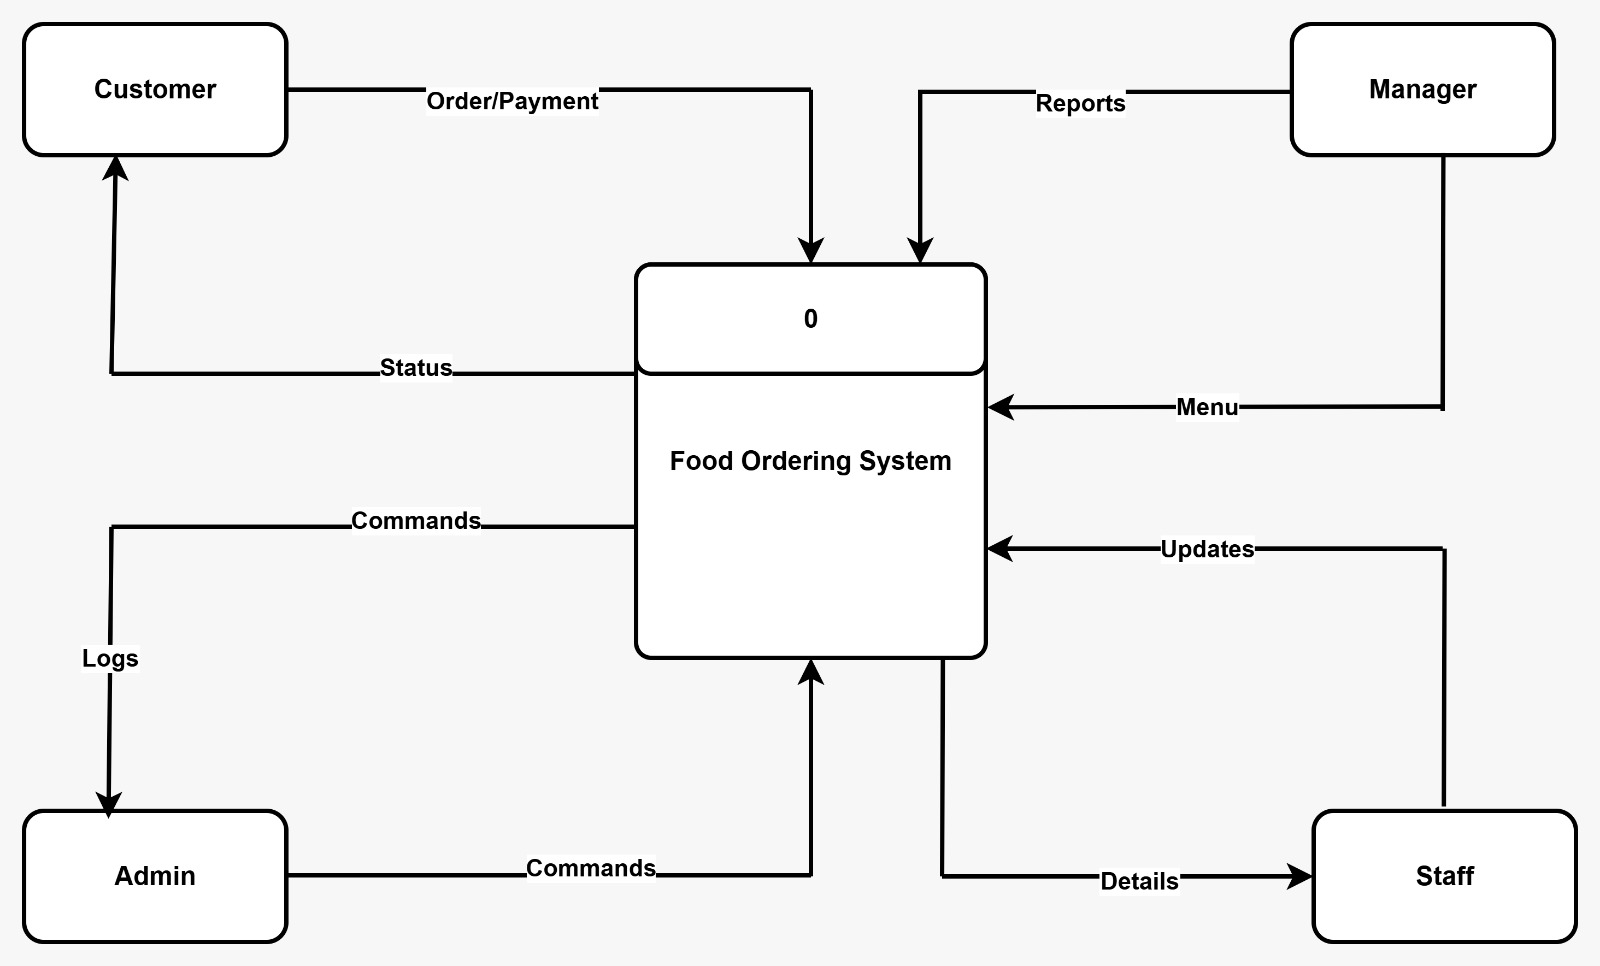 Customer
Manager
Order/Payment
Reports
0
Status
Menu
Food Ordering System
Commands
Updates
Logs
Admin
Commands
Details
Staff